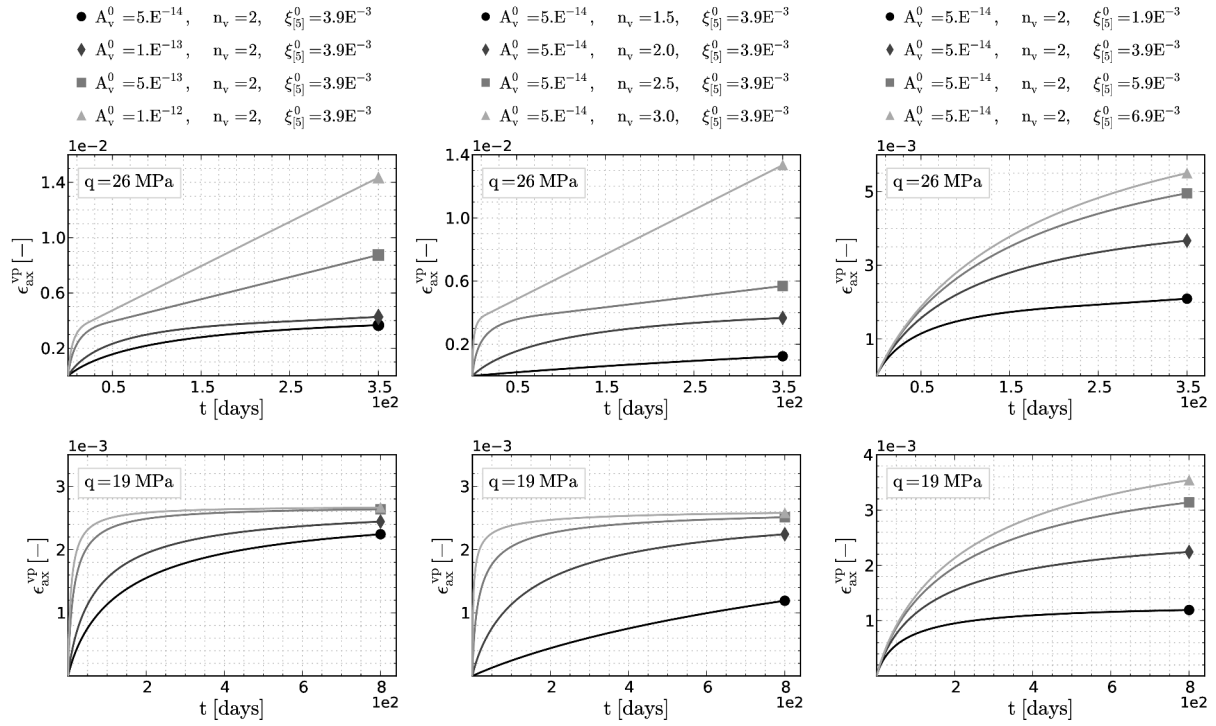 A_v^0=5.E^-14, n_v=2, ξ_[5]^0=3.9E^-3
A_v^0=1.E^-13, n_v=2, ξ_[5]^0=3.9E^-3
A_v^0=5.E^-13, n_v=2, ξ_[5]^0=3.9E^-3
A_v^0=1.E^-12, n_v=2, ξ_[5]^0=3.9E^-3
A_v^0=5.E^-14, n_v=1.5, ξ_[5]^0=3.9E^-3
A_v^0=5.E^-14, n_v=2.0, ξ_[5]^0=3.9E^-3
A_v^0=5.E^-14, n_v=2.5, ξ_[5]^0=3.9E^-3
A_v^0=5.E^-14, n_v=3.0, ξ_[5]^0=3.9E^-3
A_v^0=5.E^-14, n_v=2, ξ_[5]^0=1.9E^-3
A_v^0=5.E^-14, n_v=2, ξ_[5]^0=3.9E^-3
A_v^0=5.E^-14, n_v=2, ξ_[5]^0=5.9E^-3
A_v^0=5.E^-14, n_v=2, ξ_[5]^0=6.9E^-3
1e-2
q=26 MPa
1.4
1.0
0.6
0.2
ϵ_ax^vp [−]
0.5 1.5 2.5 3.5
1e2
t [days]
1e-2
1.4
q=26 MPa
1.0
0.6
0.2
ϵ_ax^vp [−]
0.5 1.5 2.5 3.5
1e2
t [days]
1e-3
q=26 MPa
5
3
1
ϵ_ax^vp [−]
0.5 1.5 2.5 3.5
1e2
t [days]
1e-3
q=19 MPa
3
2
1
ϵ_ax^vp [−]
2 4 6 8
1e2
t [days]
1e-3
q=19 MPa
3
2
1
ϵ_ax^vp [−]
2 4 6 8
1e2
t [days]
1e-3
4
q=19 MPa
3
2
1
ϵ_ax^vp [−]
2 4 6 8
1e2
t [days]